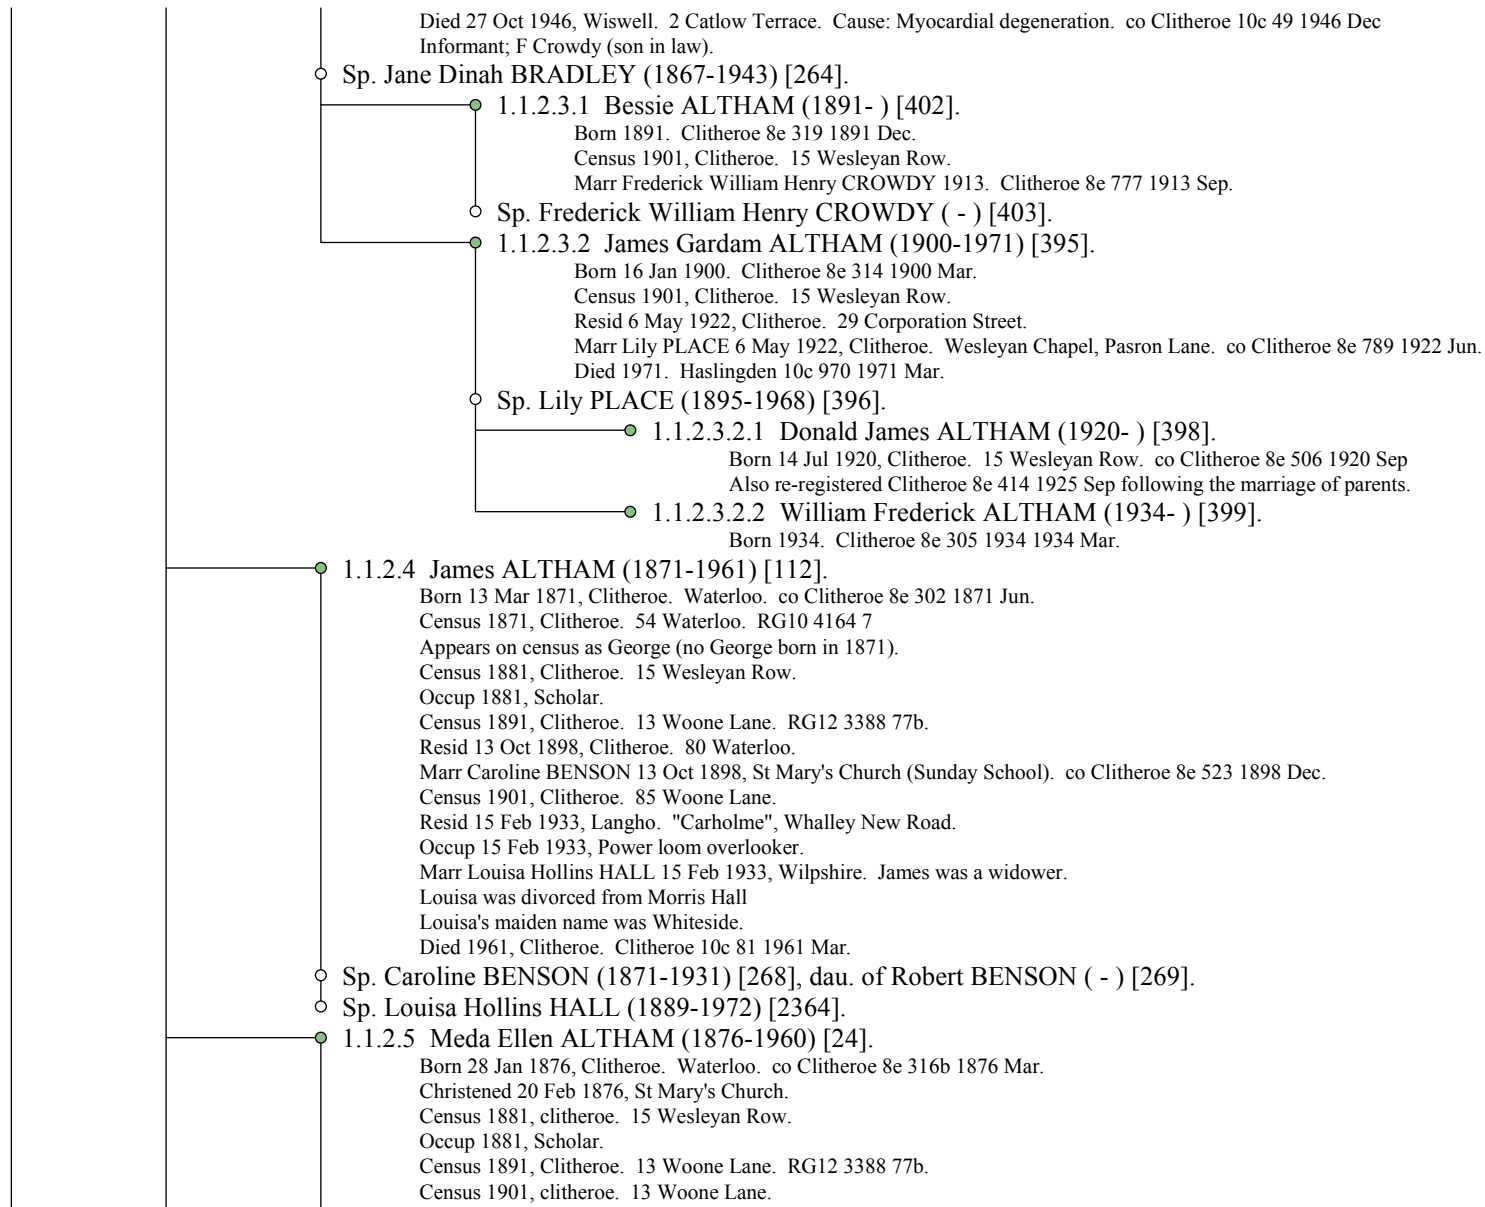 Died 27 Oct 1946, Wiswell.  2 Catlow Terrace.  Cause: Myocardial degeneration.  co Clitheroe 10c 49 1946 Dec
Informant; F Crowdy (son in law).
Sp. Jane Dinah BRADLEY (1867-1943) [264].
1.1.2.3.1  Bessie ALTHAM (1891- ) [402].
Born 1891.  Clitheroe 8e 319 1891 Dec.
Census 1901, Clitheroe.  15 Wesleyan Row.
Marr Frederick William Henry CROWDY 1913.  Clitheroe 8e 777 1913 Sep.
Sp. Frederick William Henry CROWDY ( - ) [403].
1.1.2.3.2  James Gardam ALTHAM (1900-1971) [395].
Born 16 Jan 1900.  Clitheroe 8e 314 1900 Mar.
Census 1901, Clitheroe.  15 Wesleyan Row.
Resid 6 May 1922, Clitheroe.  29 Corporation Street.
Marr Lily PLACE 6 May 1922, Clitheroe.  Wesleyan Chapel, Pasron Lane.  co Clitheroe 8e 789 1922 Jun.
Died 1971.  Haslingden 10c 970 1971 Mar.
Sp. Lily PLACE (1895-1968) [396].
1.1.2.3.2.1  Donald James ALTHAM (1920- ) [398].
Born 14 Jul 1920, Clitheroe.  15 Wesleyan Row.  co Clitheroe 8e 506 1920 Sep
Also re-registered Clitheroe 8e 414 1925 Sep following the marriage of parents.
1.1.2.3.2.2  William Frederick ALTHAM (1934- ) [399].
Born 1934.  Clitheroe 8e 305 1934 1934 Mar.
1.1.2.4  James ALTHAM (1871-1961) [112].
Born 13 Mar 1871, Clitheroe.  Waterloo.  co Clitheroe 8e 302 1871 Jun.
Census 1871, Clitheroe.  54 Waterloo.  RG10 4164 7
Appears on census as George (no George born in 1871).
Census 1881, Clitheroe.  15 Wesleyan Row.
Occup 1881, Scholar.
Census 1891, Clitheroe.  13 Woone Lane.  RG12 3388 77b.
Resid 13 Oct 1898, Clitheroe.  80 Waterloo.
Marr Caroline BENSON 13 Oct 1898, St Mary's Church (Sunday School).  co Clitheroe 8e 523 1898 Dec.
Census 1901, Clitheroe.  85 Woone Lane.
Resid 15 Feb 1933, Langho.  "Carholme", Whalley New Road.
Occup 15 Feb 1933, Power loom overlooker.
Marr Louisa Hollins HALL 15 Feb 1933, Wilpshire.  James was a widower.
Louisa was divorced from Morris Hall
Louisa's maiden name was Whiteside.
Died 1961, Clitheroe.  Clitheroe 10c 81 1961 Mar.
Sp. Caroline BENSON (1871-1931) [268], dau. of Robert BENSON ( - ) [269].
Sp. Louisa Hollins HALL (1889-1972) [2364].
1.1.2.5  Meda Ellen ALTHAM (1876-1960) [24].
Born 28 Jan 1876, Clitheroe.  Waterloo.  co Clitheroe 8e 316b 1876 Mar.
Christened 20 Feb 1876, St Mary's Church.
Census 1881, clitheroe.  15 Wesleyan Row.
Occup 1881, Scholar.
Census 1891, Clitheroe.  13 Woone Lane.  RG12 3388 77b.
Census 1901, clitheroe.  13 Woone Lane.